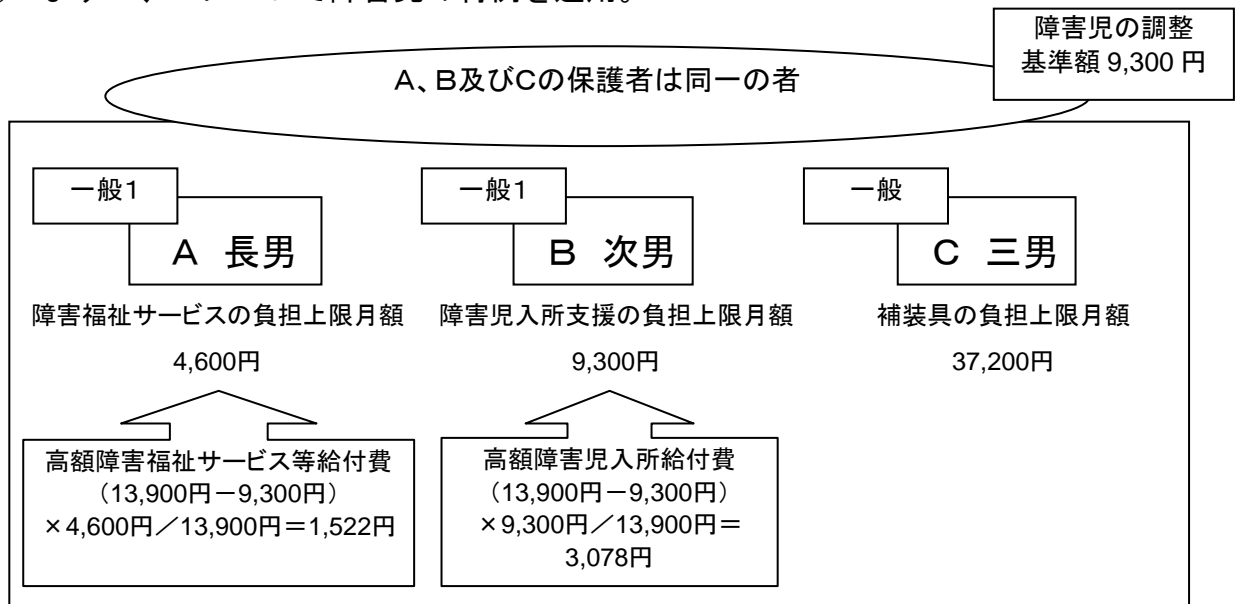 障害児の調整
基準額 9,300 円
A、B及びCの保護者は同一の者
一般1
A 長男
障害福祉サービスの負担上限月額
4,600円
高額障害福祉サービス等給付費
(13,900円-9,300円)
×4,600円/13,900円=1,522円
一般1
B 次男
障害児入所支援の負担上限月額
9,300円
高額障害児入所給付費
(13,900円-9,300円)
×9,300円/13,900円=
3,078円
一般
C 三男
補装具の負担上限月額
37,200円